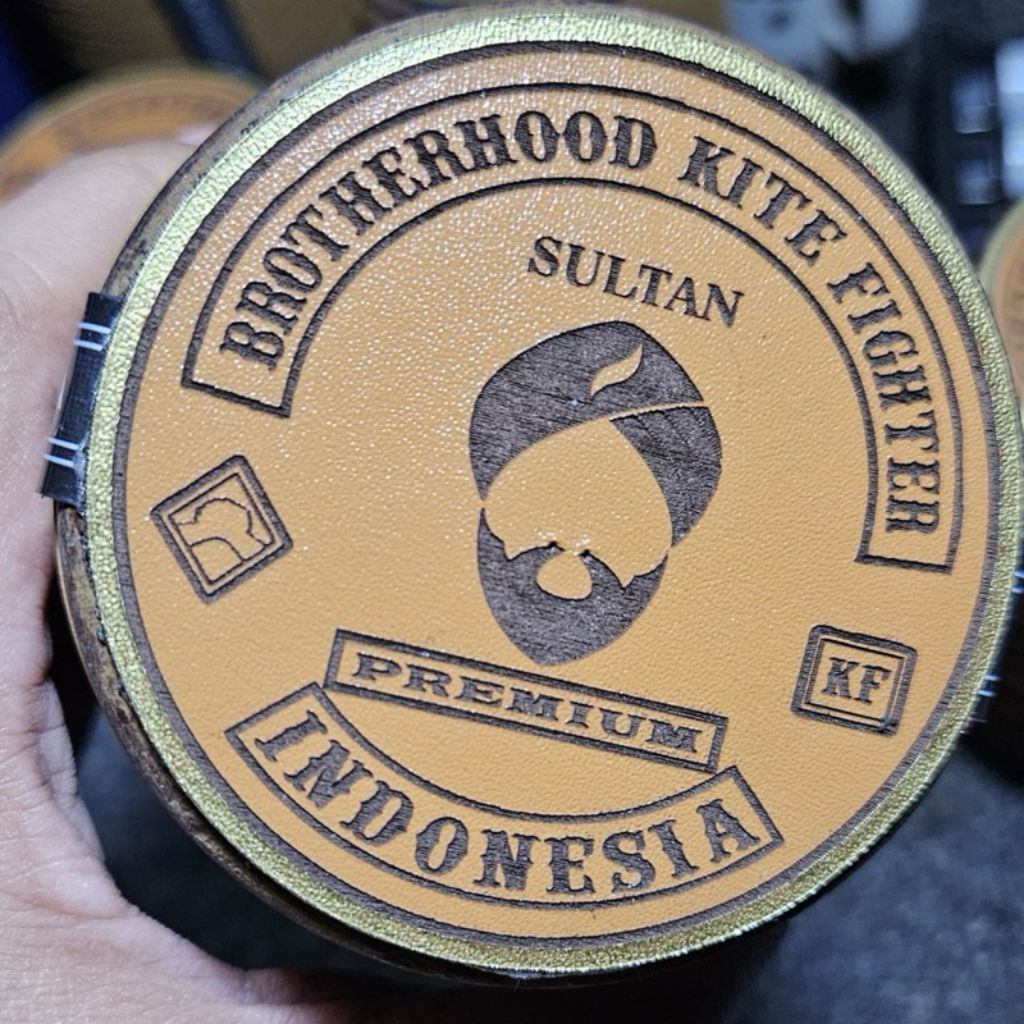 BROTHERHOOD KITE FIGHTER
SULTAN
KF
PREMIUM
INDONESIA